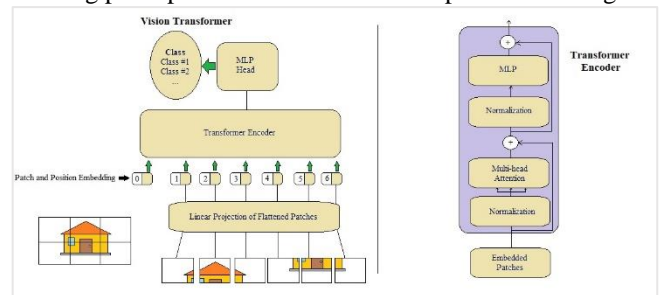 Vision Transformer
Class
Class #1
Class #2
...
MLP
Head
Transformer Encoder
Patch and Position Embedding
0
1
2
3
4
5
6
Linear Projection of Flattened Patches
Transformer
Encoder
+
MLP
Normalization
+
Multi-head
Attention
Normalization
Embedded
Patches